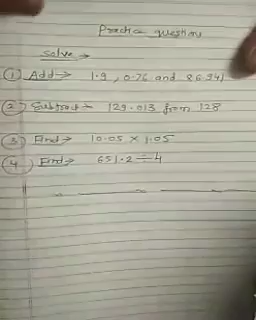 Practice questions
Solve →
① Add → 1.9, 0.76 and 86.941
② Subtract → 129.013 from 128
③ Find → 10.05 × 1.05
④ Find → 651.2 ÷ 4